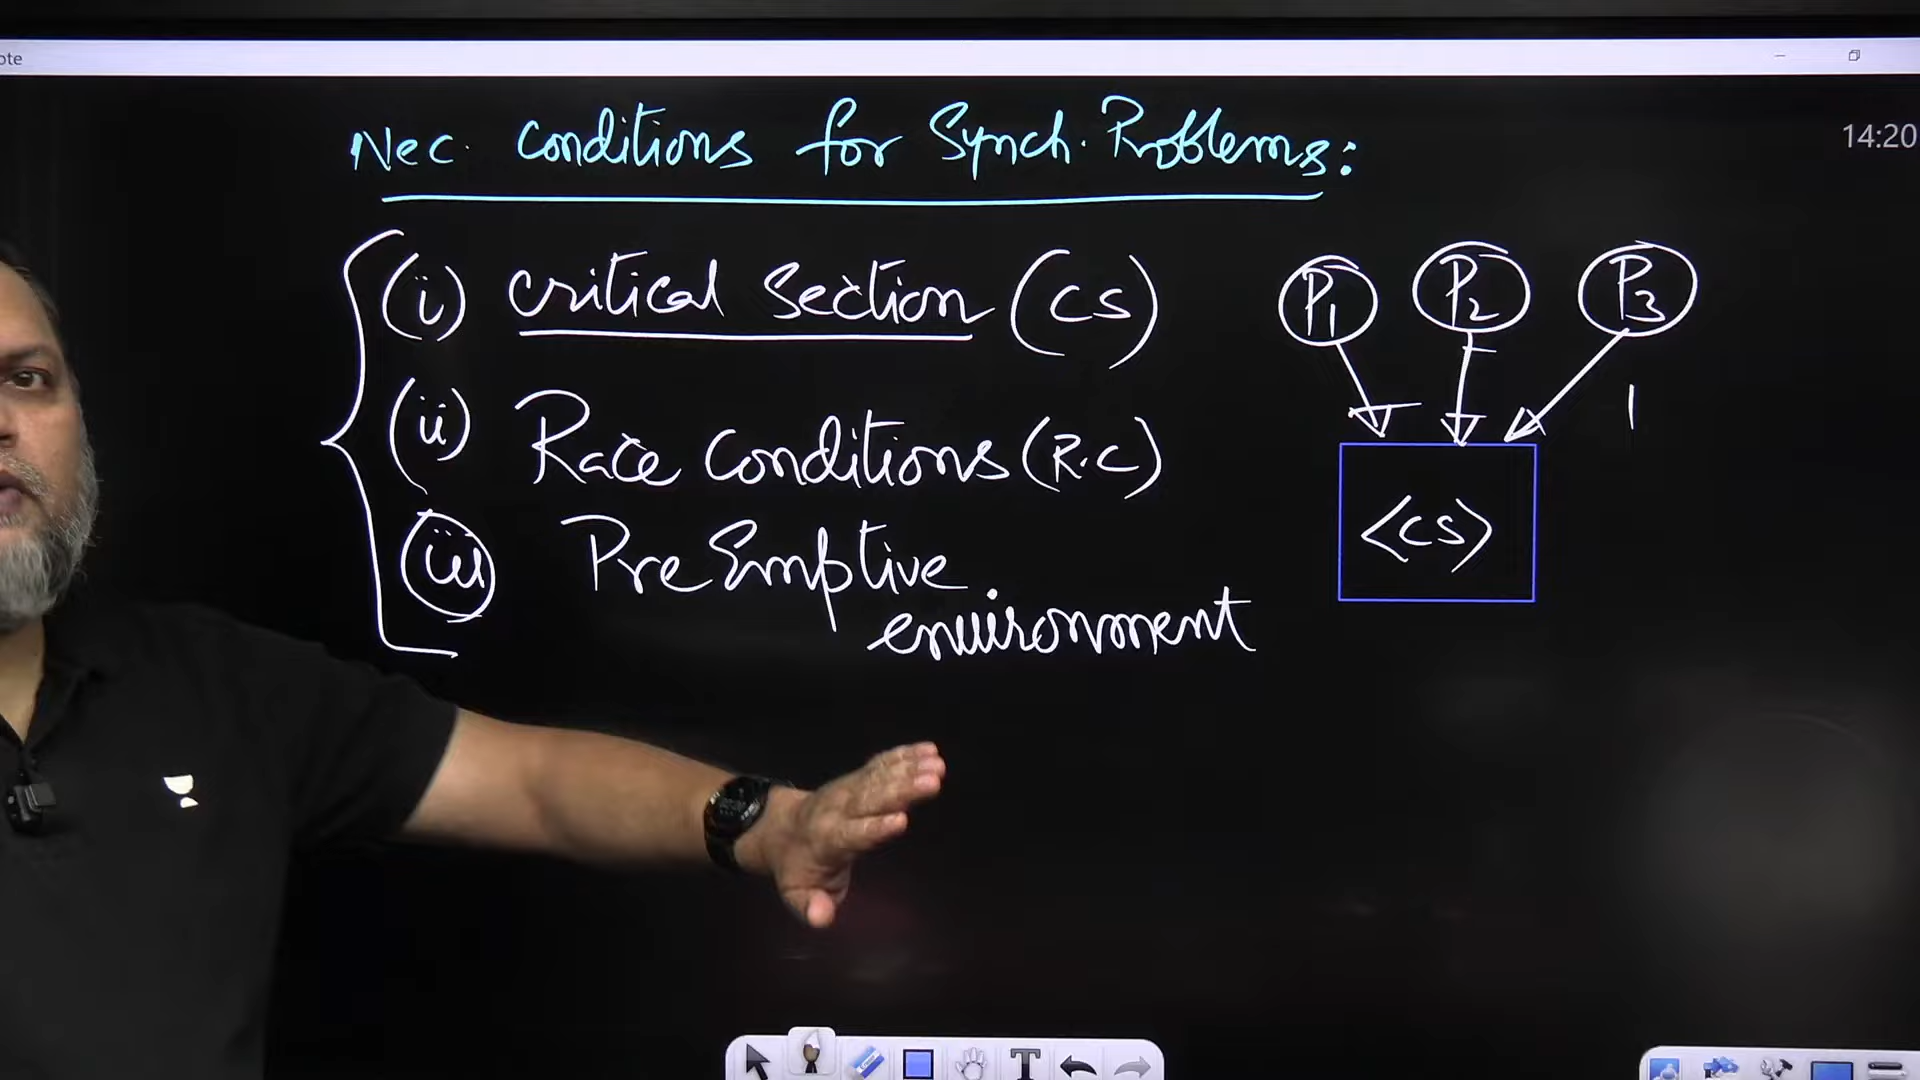 ote
14:20
Nec. Conditions for Synch. Problems:
(i) Critical Section (CS)
(ii) Race Conditions (R.C)
(iii) PreEmptive
environment
P1 P2 P3
<CS>
T